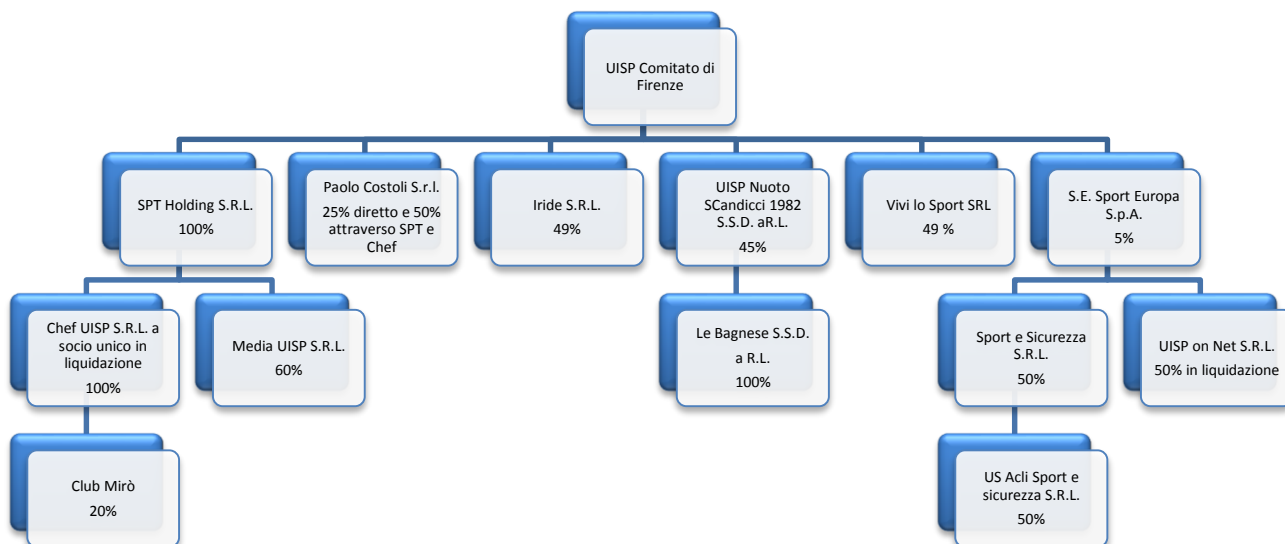 UISP Comitato di
Firenze
SPT Holding S.R.L.
100%
Paolo Costoli S.r.l.
25% diretto e 50%
attraverso SPT e
Chef
Iride S.R.L.
49%
UISP Nuoto
SCandicci 1982
S.S.D. aR.L.
45%
Vivi lo Sport SRL
49 %
S.E. Sport Europa
S.p.A.
5%
Chef UISP S.R.L. a
socio unico in
liquidazione
100%
Media UISP S.R.L.
60%
Le Bagnese S.S.D.
a R.L.
100%
Sport e Sicurezza
S.R.L.
50%
UISP on Net S.R.L.
50% in liquidazione
Club Mirò
20%
US Acli Sport e
sicurezza S.R.L.
50%